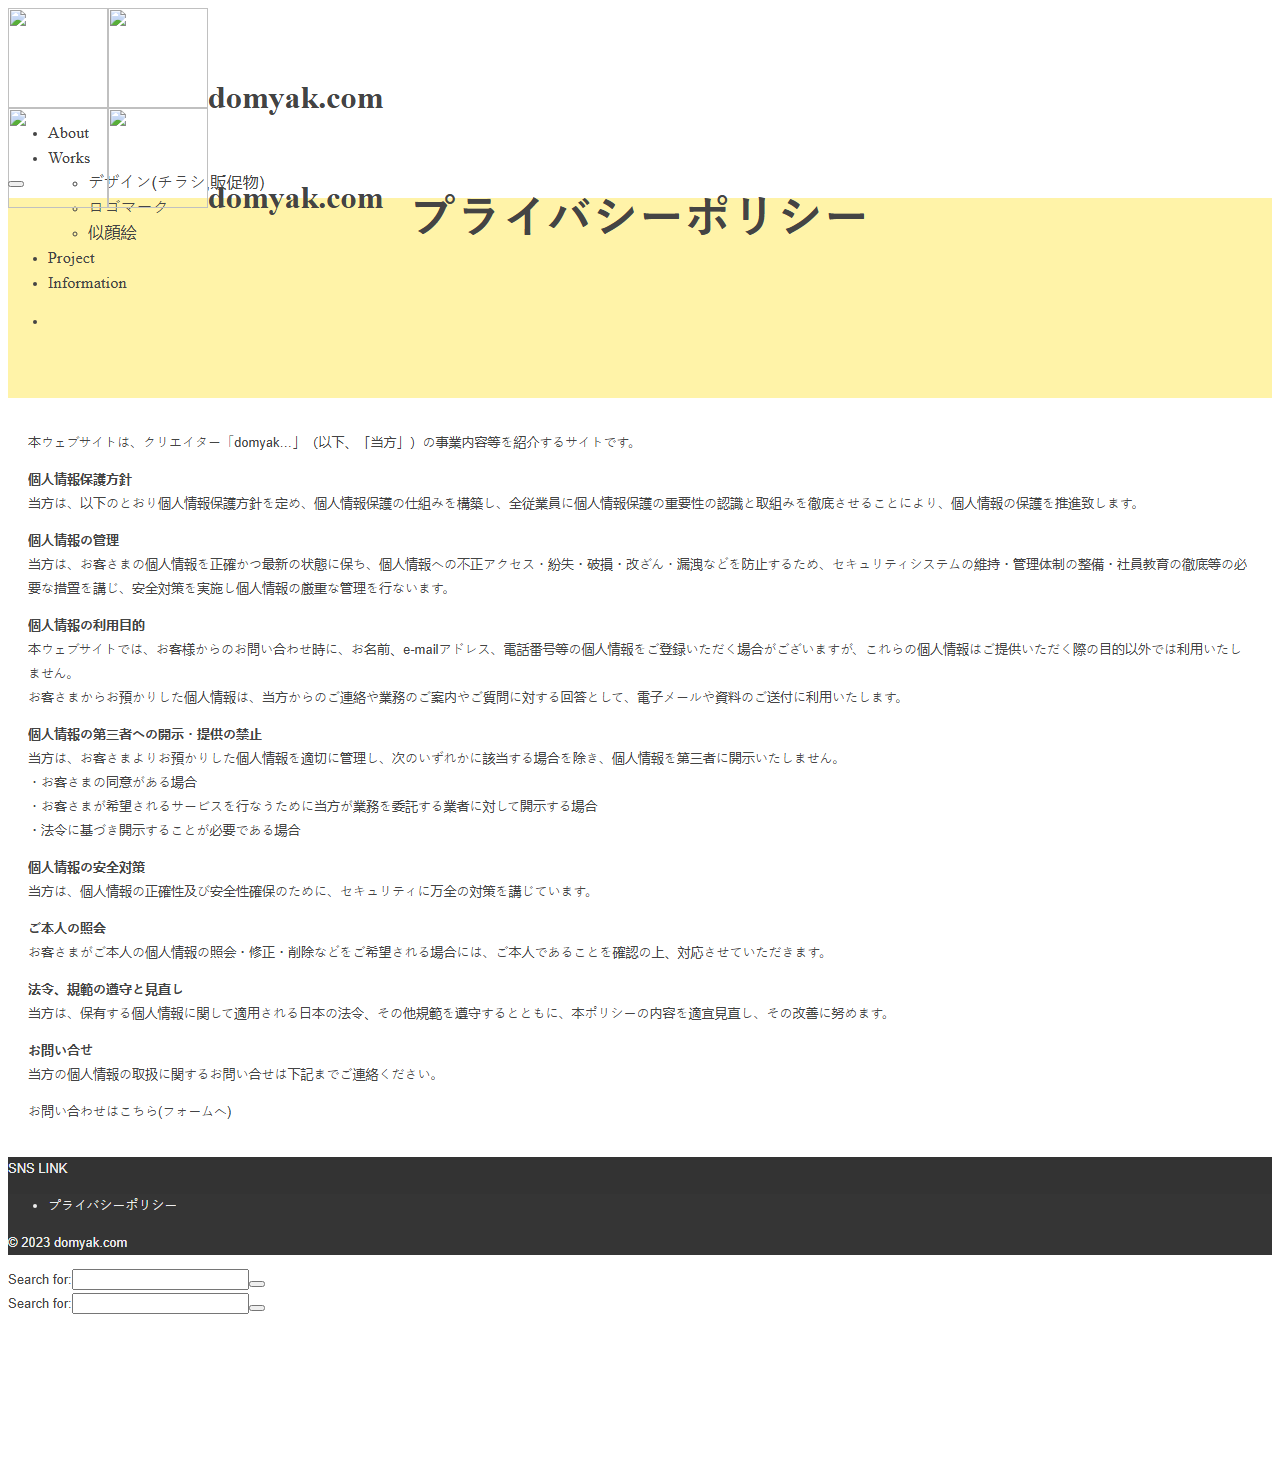 domyak.com
About
Works
デザイン(チラシ,販促物)
domyak.com
プライバシーポリシー
ロゴマーク
似顔絵
Project
Information
本ウェブサイトは、クリエイター「domyak…」（以下、「当方」）の事業内容等を紹介するサイトです。
個人情報保護方針
当方は、以下のとおり個人情報保護方針を定め、個人情報保護の仕組みを構築し、全従業員に個人情報保護の重要性の認識と取組みを徹底させることにより、個人情報の保護を推進致します。
個人情報の管理
当方は、お客さまの個人情報を正確かつ最新の状態に保ち、個人情報への不正アクセス・紛失・破損・改ざん・漏洩などを防止するため、セキュリティシステムの維持・管理体制の整備・社員教育の徹底等の必
要な措置を講じ、安全対策を実施し個人情報の厳重な管理を行ないます。
個人情報の利用目的
本ウェブサイトでは、お客様からのお問い合わせ時に、お名前、e-mailアドレス、電話番号等の個人情報をご登録いただく場合がございますが、これらの個人情報はご提供いただく際の目的以外では利用いたし
ません。
お客さまからお預かりした個人情報は、当方からのご連絡や業務のご案内やご質問に対する回答として、電子メールや資料のご送付に利用いたします。
個人情報の第三者への開示・提供の禁止
当方は、お客さまよりお預かりした個人情報を適切に管理し、次のいずれかに該当する場合を除き、個人情報を第三者に開示いたしません。
・お客さまの同意がある場合
・お客さまが希望されるサービスを行なうために当方が業務を委託する業者に対して開示する場合
・法令に基づき開示することが必要である場合
個人情報の安全対策
当方は、個人情報の正確性及び安全性確保のために、セキュリティに万全の対策を講じています。
ご本人の照会
お客さまがご本人の個人情報の照会・修正・削除などをご希望される場合には、ご本人であることを確認の上、対応させていただきます。
法令、規範の遵守と見直し
当方は、保有する個人情報に関して適用される日本の法令、その他規範を遵守するとともに、本ポリシーの内容を適宜見直し、その改善に努めます。
お問い合せ
当方の個人情報の取扱に関するお問い合せは下記までご連絡ください。
お問い合わせはこちら(フォームへ)
SNS LINK
プライバシーポリシー
© 2023 domyak.com
Search for:
Search for: